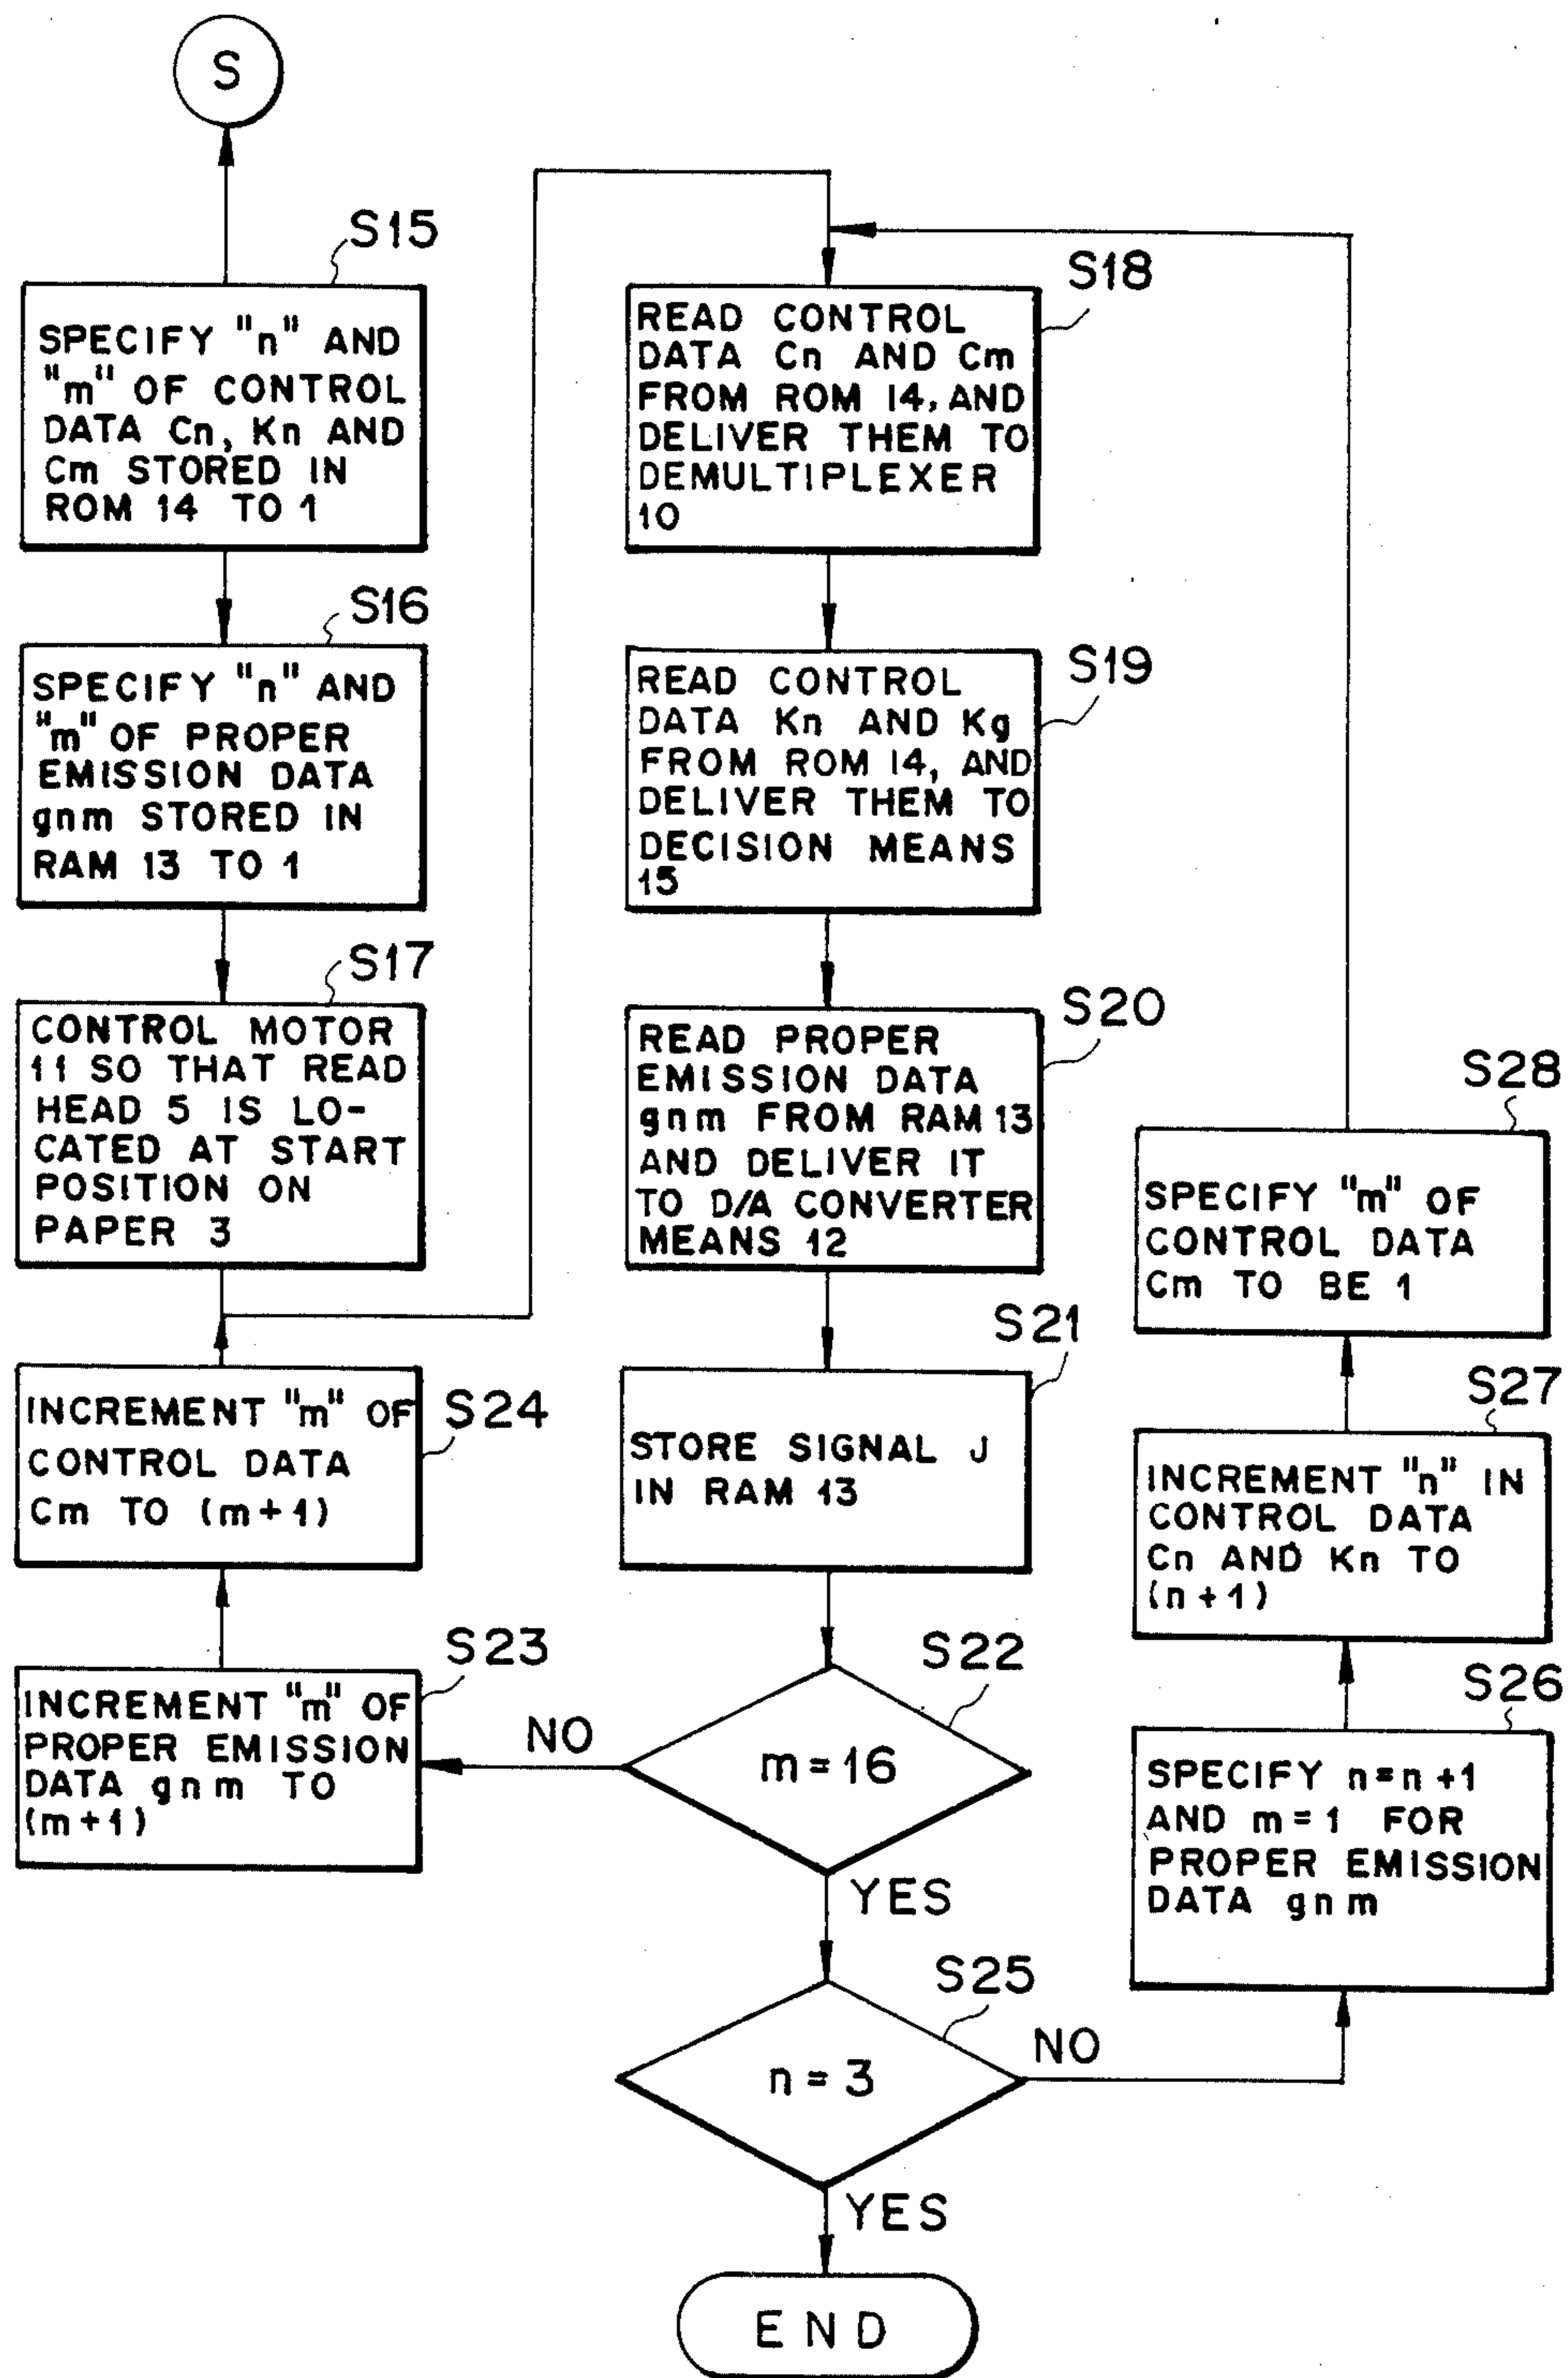 S
S15
SPECIFY "n" AND
"m" OF CONTROL
DATA Cn, Kn AND
Cm STORED IN
ROM 14 TO 1
S16
SPECIFY "n" AND
"m" OF PROPER
EMISSION DATA
gnm STORED IN
RAM 13 TO 1
S17
CONTROL MOTOR
11 SO THAT READ
HEAD 5 IS LO-
CATED AT START
POSITION ON
PAPER 3
S24
INCREMENT "m" OF
CONTROL DATA
Cm TO (m+1)
S23
INCREMENT "m" OF
PROPER EMISSION
DATA gnm TO
(m+1)
S18
READ CONTROL
DATA Cn AND Cm
FROM ROM 14, AND
DELIVER THEM TO
DEMULTIPLEXER
10
S19
READ CONTROL
DATA Kn AND Kg
FROM ROM 14, AND
DELIVER THEM TO
DECISION MEANS
15
S20
READ PROPER
EMISSION DATA
gnm FROM RAM 13
AND DELIVER IT
TO D/A CONVERTER
MEANS 12
S21
STORE SIGNAL J
IN RAM 13
S22
m=16
NO
YES
S25
n=3
NO
YES
END
S28
SPECIFY "m" OF
CONTROL DATA
Cm TO BE 1
S27
INCREMENT "n" IN
CONTROL DATA
Cn AND Kn TO
(n+1)
S26
SPECIFY n=n+1
AND m=1 FOR
PROPER EMISSION
DATA gnm